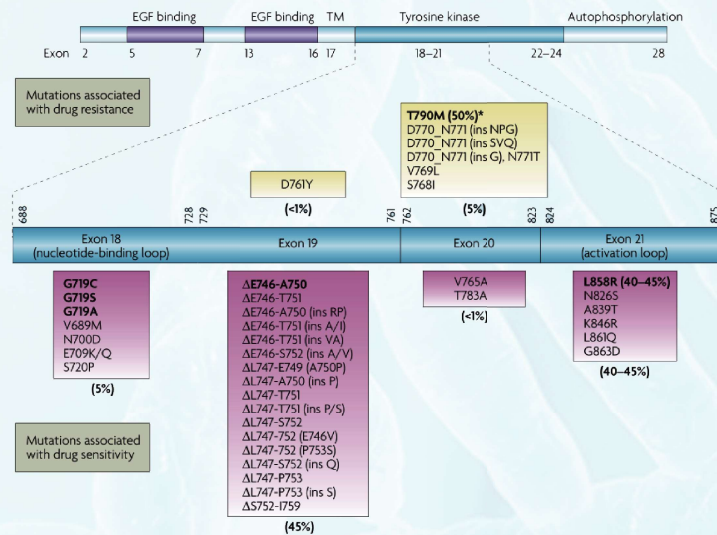 EGF binding EGF binding TM Tyrosine kinase Autophosphorylation
Exon 2 5 7 13 16 17 18–21 22–24 28
Mutations associated
with drug resistance
T790M (50%)*
D770_N771 (ins NPG)
D770_N771 (ins SVQ)
D770_N771 (ins G), N771T
V769L
S768I
(5%)
D761Y
(<1%)
688 728 729 761 762 823 824 875
Exon 18
(nucleotide-binding loop)
Exon 19
Exon 20
Exon 21
(activation loop)
G719C
G719S
G719A
V689M
N700D
E709K/Q
S720P
(5%)
ΔE746-A750
ΔE746-T751
ΔE746-A750 (ins RP)
ΔE746-T751 (ins A/I)
ΔE746-T751 (ins VA)
ΔE746-S752 (ins A/V)
ΔL747-E749 (A750P)
ΔL747-A750 (ins P)
ΔL747-T751
ΔL747-T751 (ins P/S)
ΔL747-S752
ΔL747-752 (E746V)
ΔL747-752 (P753S)
ΔL747-S752 (ins Q)
ΔL747-P753
ΔL747-P753 (ins S)
ΔS752-I759
(45%)
V765A
T783A
(<1%)
L858R (40–45%)
N826S
A839T
K846R
L861Q
G863D
(40–45%)
Mutations associated
with drug sensitivity